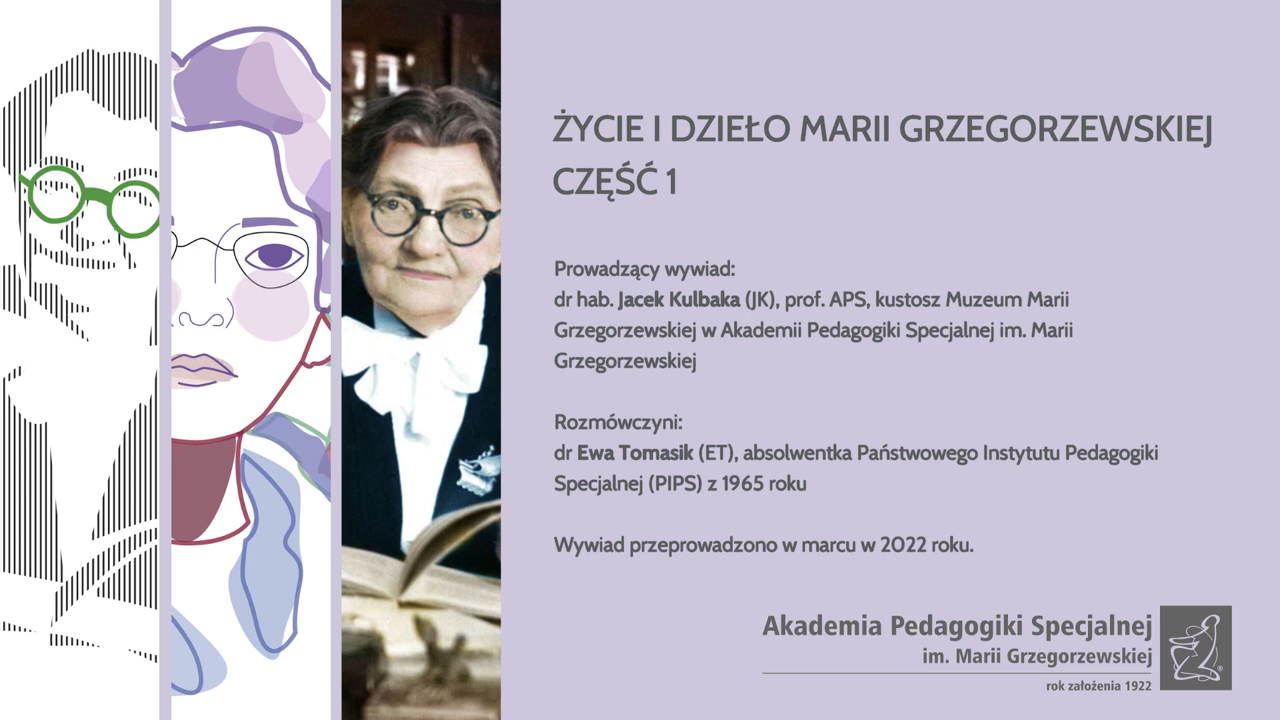 ŻYCIE I DZIEŁO MARII GRZEGORZEWSKIEJ
CZĘŚĆ 1
Prowadzący wywiad:
dr hab. Jacek Kulbaka (JK), prof. APS, kustosz Muzeum Marii
Grzegorzewskiej w Akademii Pedagogiki Specjalnej im. Marii
Grzegorzewskiej
Rozmówczyni:
dr Ewa Tomasik (ET), absolwentka Państwowego Instytutu Pedagogiki
Specjalnej (PIPS) z 1965 roku
Wywiad przeprowadzono w marcu w 2022 roku.
Akademia Pedagogiki Specjalnej
im. Marii Grzegorzewskiej
rok założenia 1922